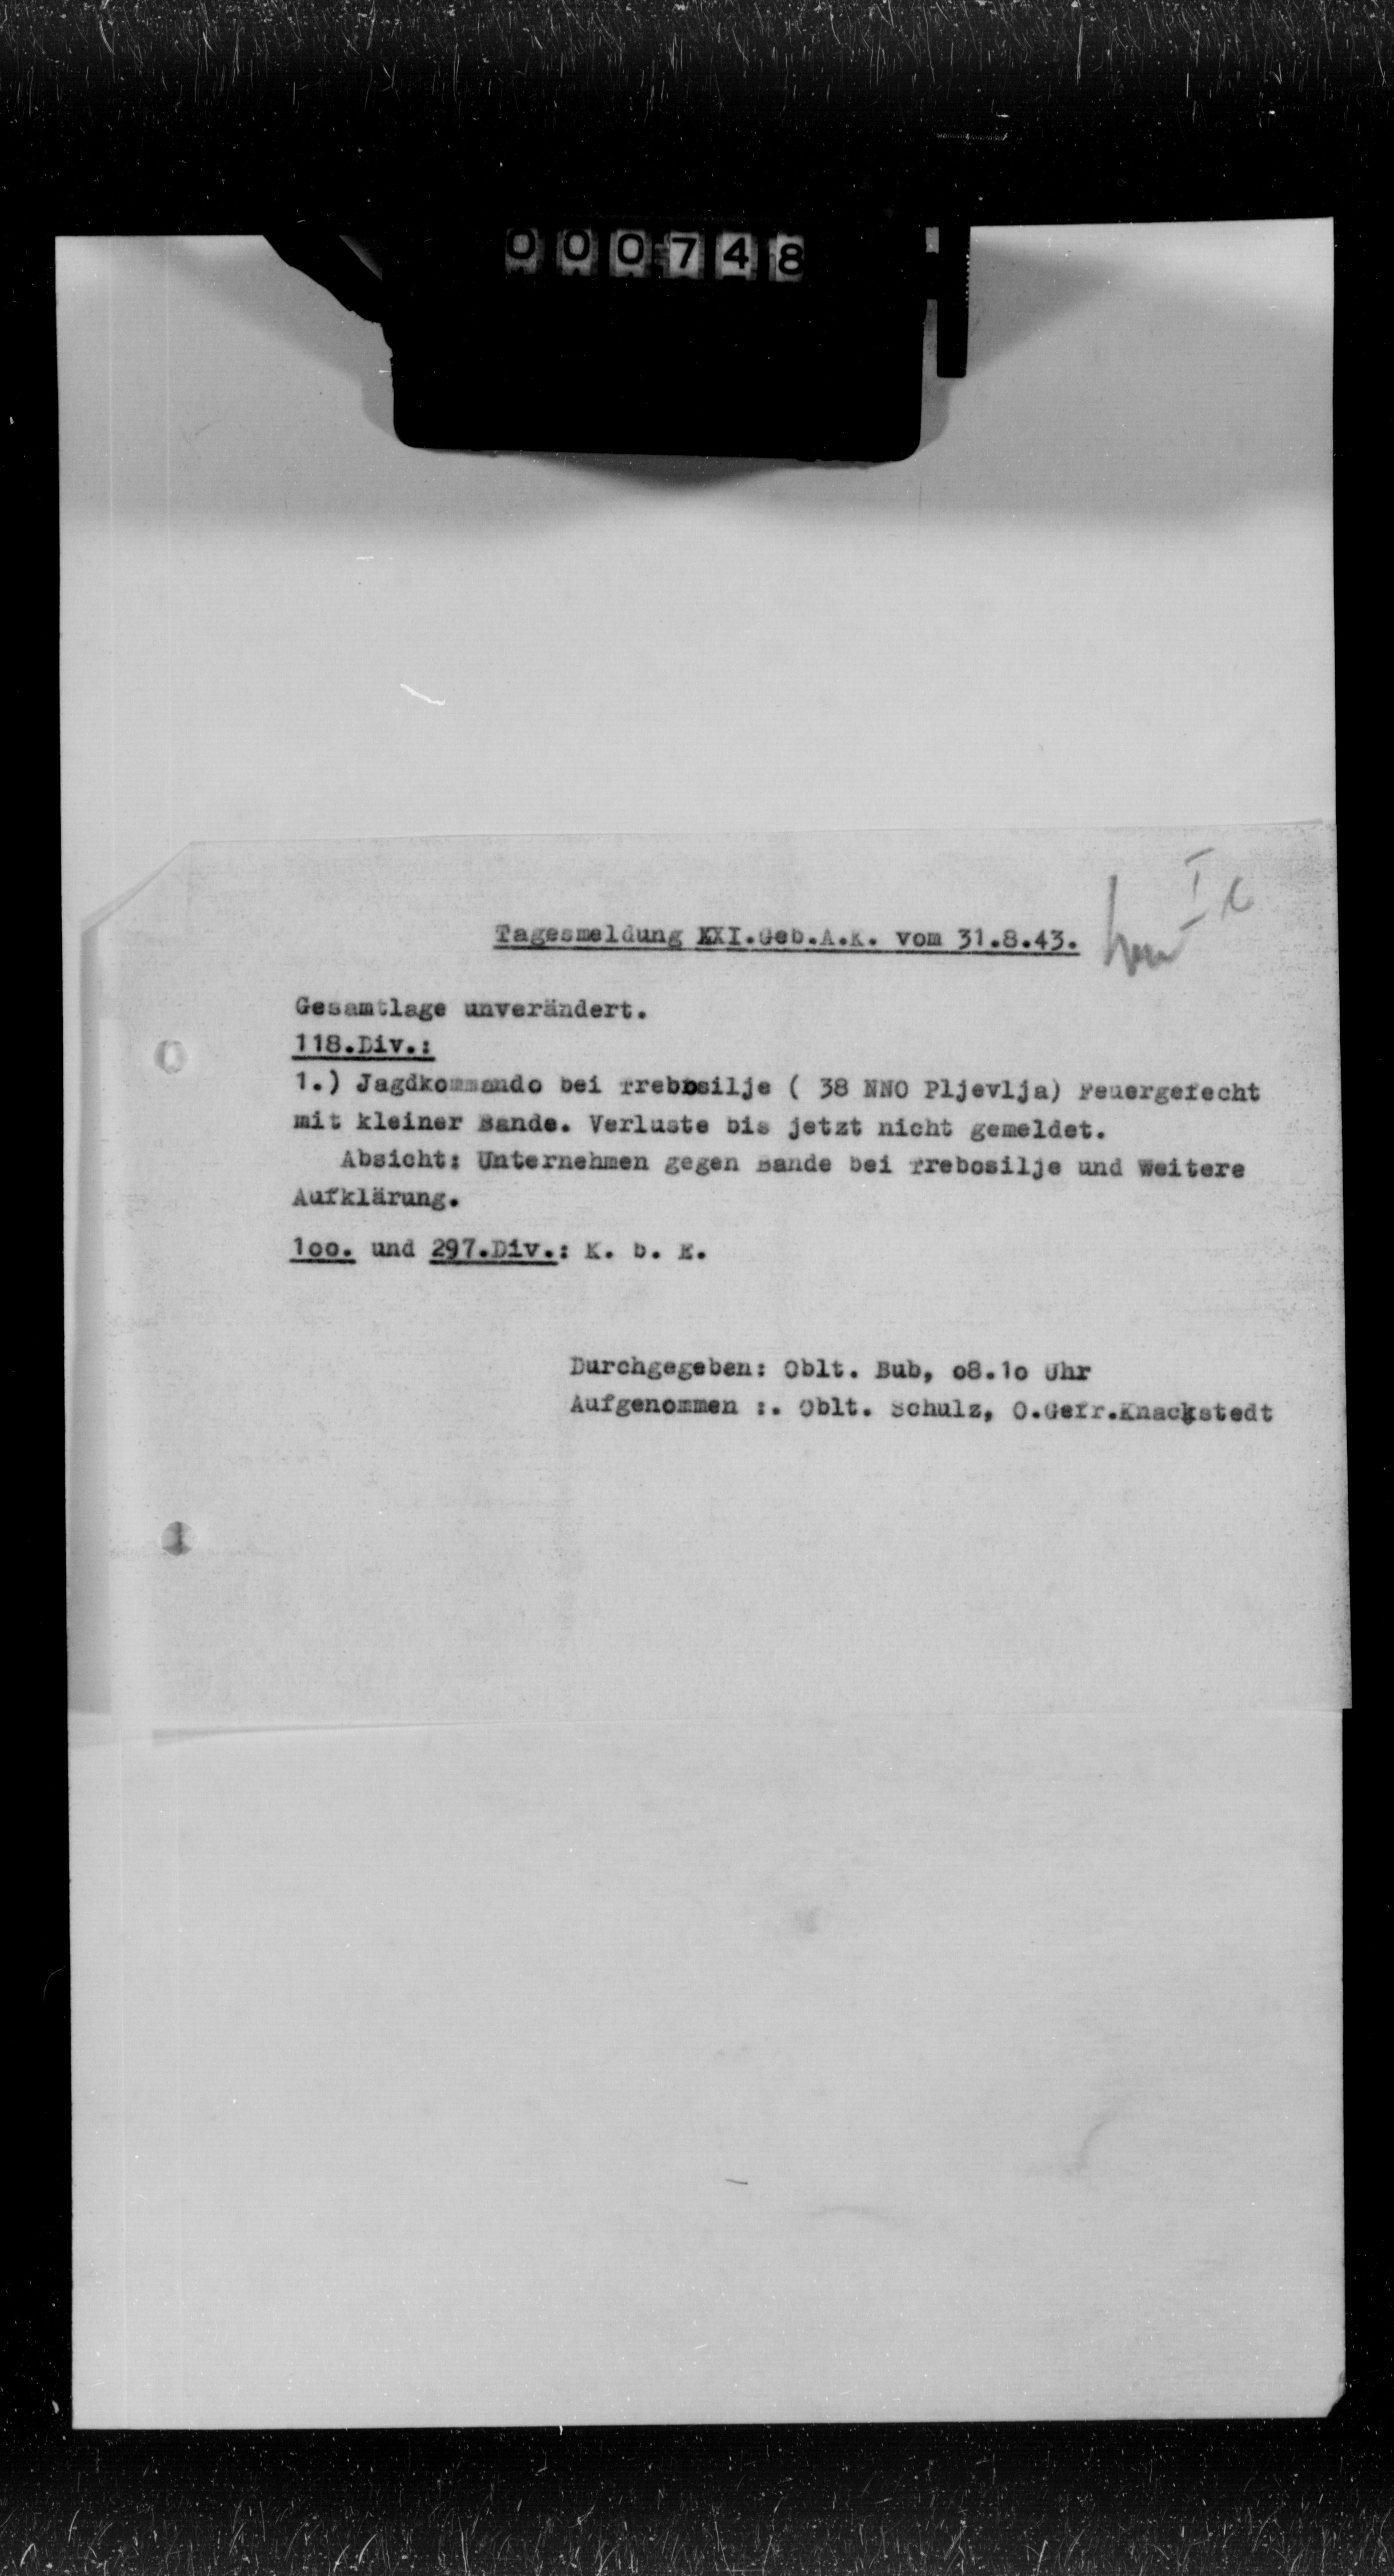 000748
Ic
Tagesmeldung XXI.Geb.A.K. vom 31.8.43.
Gesamtlage unverändert.
118.Div.:
1.) Jagdkommando bei Trebosilje ( 38 NNO Pljevlja) Feuergefecht
mit kleiner Bande. Verluste bis jetzt nicht gemeldet.
Absicht: Unternehmen gegen Bande bei Trebosilje und weitere
Aufklärung.
1oo. und 297.Div.: K. b. E.
Durchgegeben: Oblt. Bub, o8.1o Uhr
Aufgenommen :. Oblt. Schulz, O.Gefr.Knackstedt